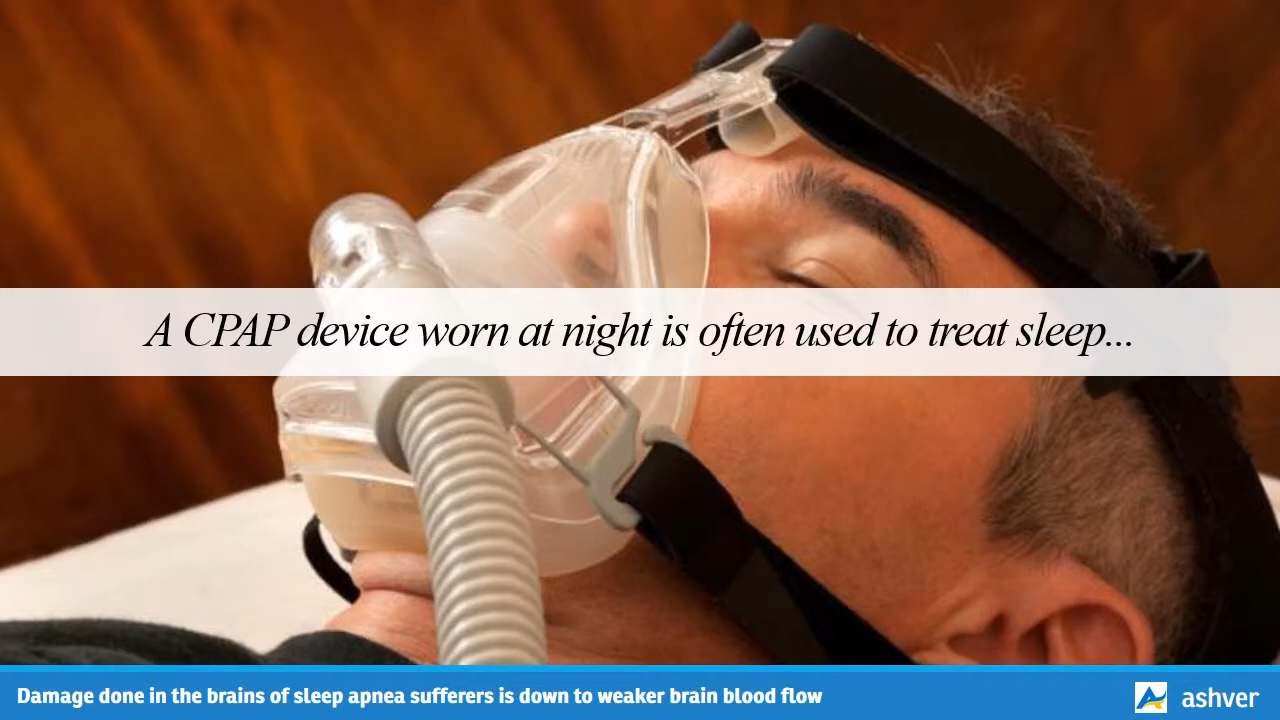 A CPAP device worn at night is often used to treat sleep...
Damage done in the brains of sleep apnea sufferers is down to weaker brain blood flow
ashver